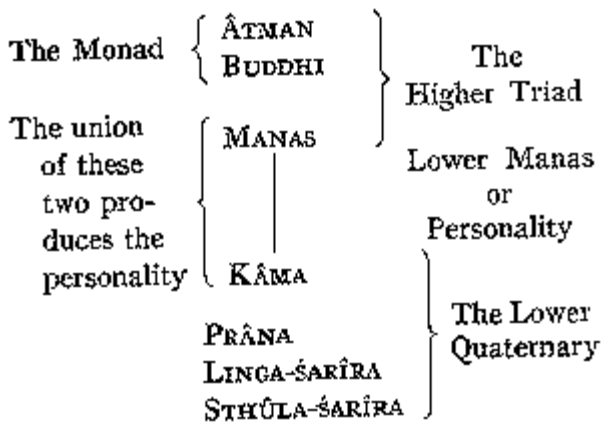 The Monad
ÂTMAN
BUDDHI
The
Higher Triad
The union
of these
two pro-
duces the
personality
MANAS
KÂMA
Lower Manas
or
Personality
PRÂNA
LINGA-ŚARÎRA
STHÛLA-ŚARÎRA
The Lower
Quaternary